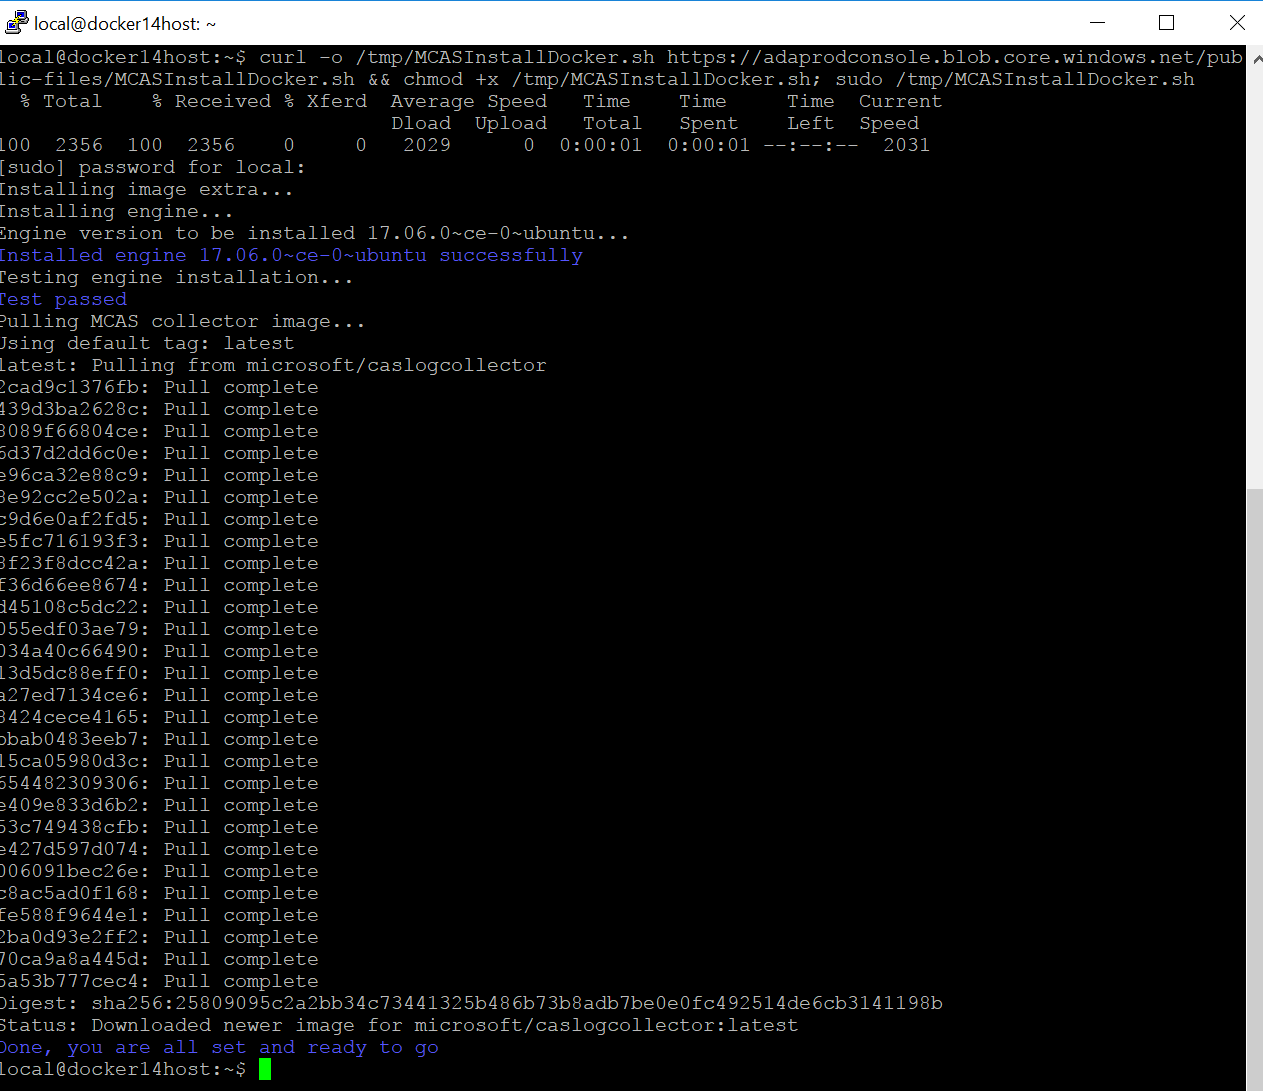 local@docker14host: ~
local@docker14host:~$ curl -o /tmp/MCASInstallDocker.sh https://adaprodconsole.blob.core.windows.net/pub
lic-files/MCASInstallDocker.sh && chmod +x /tmp/MCASInstallDocker.sh; sudo /tmp/MCASInstallDocker.sh
% Total % Received % Xferd Average Speed Time Time Time Current
Dload Upload Total Spent Left Speed
100 2356 100 2356 0 0 2029 0 0:00:01 0:00:01 --:--:-- 2031
[sudo] password for local:
Installing image extra...
Installing engine...
Engine version to be installed 17.06.0~ce-0~ubuntu...
Installed engine 17.06.0~ce-0~ubuntu successfully
Testing engine installation...
Test passed
Pulling MCAS collector image...
Using default tag: latest
latest: Pulling from microsoft/caslogcollector
2cad9c1376fb: Pull complete
439d3ba2628c: Pull complete
8089f66804ce: Pull complete
6d37d2dd6c0e: Pull complete
e96ca32e88c9: Pull complete
3e92cc2e502a: Pull complete
c9d6e0af2fd5: Pull complete
e5fc716193f3: Pull complete
8f23f8dcc42a: Pull complete
f36d66ee8674: Pull complete
d45108c5dc22: Pull complete
055edf03ae79: Pull complete
034a40c66490: Pull complete
13d5dc88eff0: Pull complete
a27ed7134ce6: Pull complete
8424cece4165: Pull complete
bbab0483eeb7: Pull complete
15ca05980d3c: Pull complete
654482309306: Pull complete
e409e833d6b2: Pull complete
53c749438cfb: Pull complete
e427d597d074: Pull complete
006091bec26e: Pull complete
c8ac5ad0f168: Pull complete
fe588f9644e1: Pull complete
2ba0d93e2ff2: Pull complete
70ca9a8a445d: Pull complete
5a53b777cec4: Pull complete
Digest: sha256:25809095c2a2bb34c73441325b486b73b8adb7be0e0fc492514de6cb3141198b
Status: Downloaded newer image for microsoft/caslogcollector:latest
Done, you are all set and ready to go
local@docker14host:~$